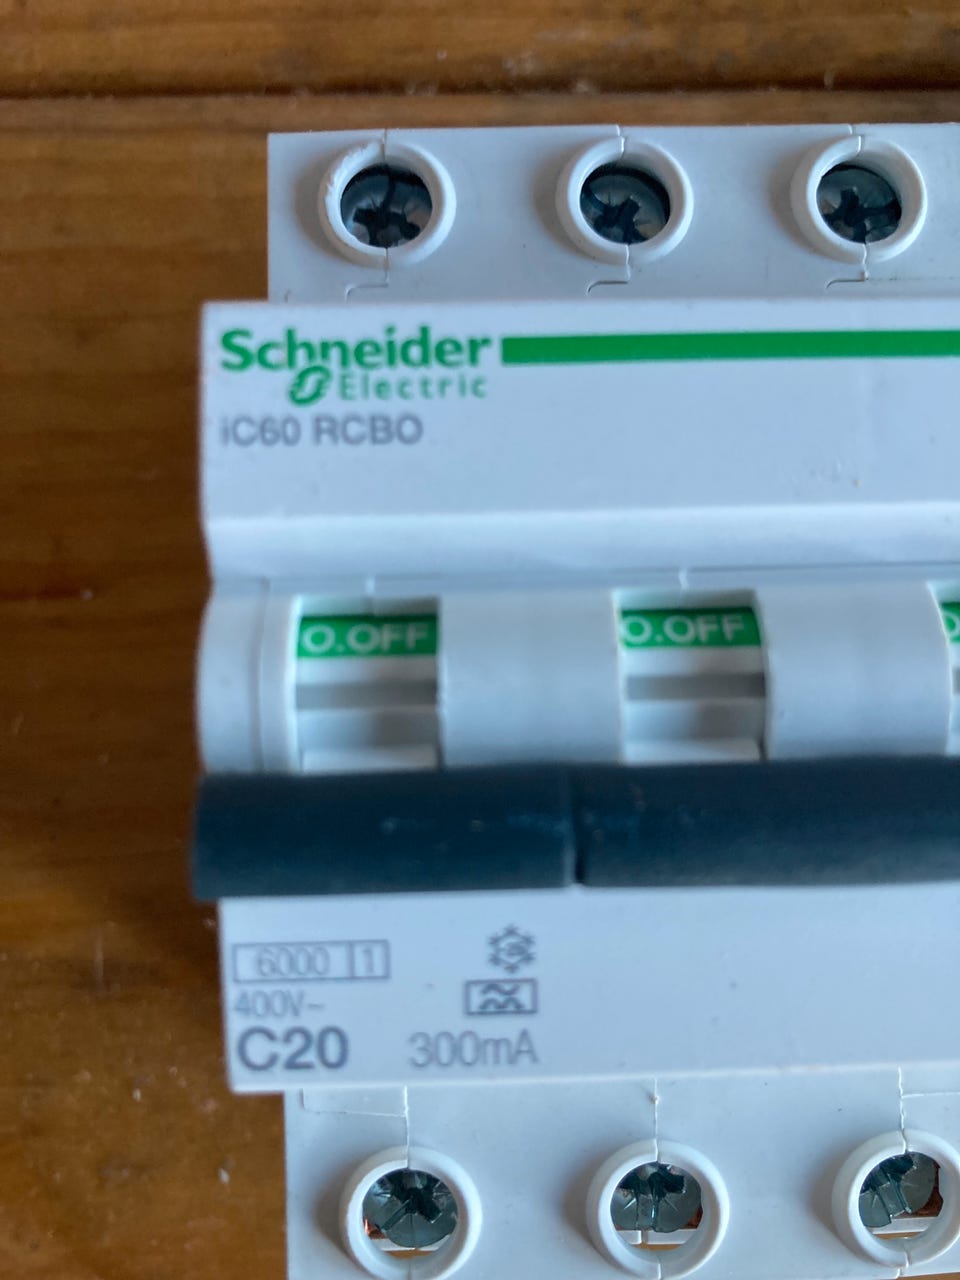 Schneider
Electric
iC60 RCBO
O.OFF O.OFF
6000 1
400V~
C20 300mA